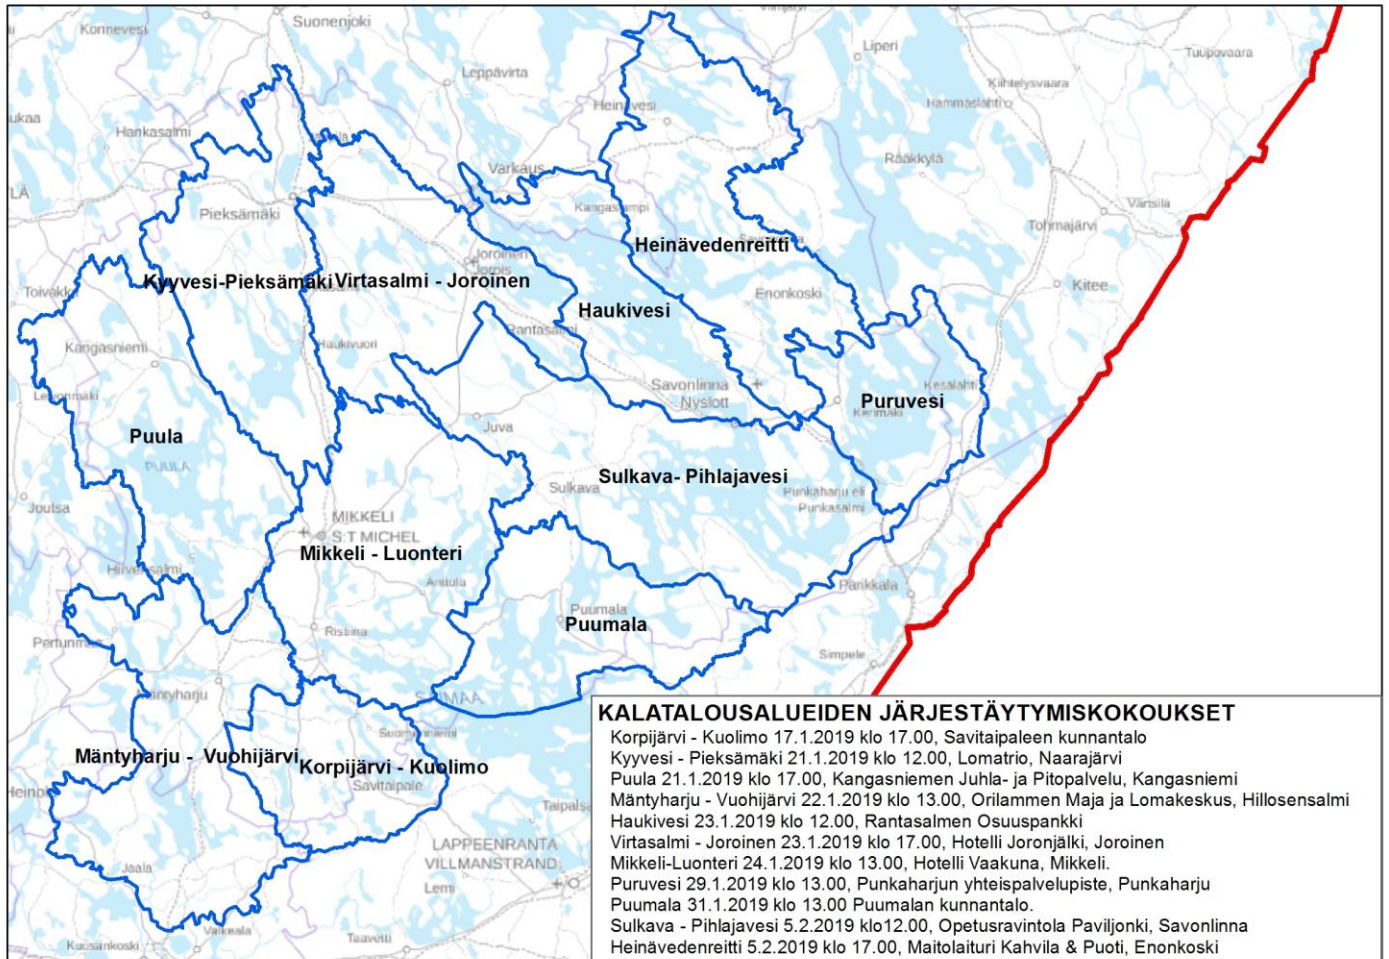 Konnevesi
Suonenjoki
Liperi
Tuupovaara
Leppävirta
Kiihtelysvaara
Hammaslahti
Hankasalmi
Heinävesi
Rääkkylä
Varkaus
Pieksämäki
Kangaslampi
Värtsilä
Tohmajärvi
Heinävedenreitti
Joroinen
Jorois
Kyyvesi-Pieksämäki
Virtasalmi - Joroinen
Toivakka
Enonkoski
Kitee
Haukivesi
Rantasalmi
Haukivuori
Kangasniemi
Savonlinna
Nyslott
Kesälahti
Leivonmäki
Puruvesi
Kerimäki
Juva
Puula
PUULA
Sulkava- Pihlajavesi
Sulkava
Punkaharju eli
Punkasalmi
Joutsa
MIKKELI
S:T MICHEL
Mikkeli - Luonteri
Hirvensalmi
Anttola
Parikkala
Puumala
Puumala
Ristiina
Pertunmaa
Simpele
Mäntyharju
SAIMAA
Suomenniemi
Mäntyharju - Vuohijärvi
Korpijärvi - Kuolimo
Savitaipale
LAPPEENRANTA
VILLMANSTRAND
Jaala
Lemi
Valkeala
Taavetti
Kuusankoski
KALATALOUSALUEIDEN JÄRJESTÄYTYMISKOKOUKSET
Korpijärvi - Kuolimo 17.1.2019 klo 17.00, Savitaipaleen kunnantalo
Kyyvesi - Pieksämäki 21.1.2019 klo 12.00, Lomatrio, Naarajärvi
Puula 21.1.2019 klo 17.00, Kangasniemen Juhla- ja Pitopalvelu, Kangasniemi
Mäntyharju - Vuohijärvi 22.1.2019 klo 13.00, Orilammen Maja ja Lomakeskus, Hillosensalmi
Haukivesi 23.1.2019 klo 12.00, Rantasalmen Osuuspankki
Virtasalmi - Joroinen 23.1.2019 klo 17.00, Hotelli Joronjälki, Joroinen
Mikkeli-Luonteri 24.1.2019 klo 13.00, Hotelli Vaakuna, Mikkeli.
Puruvesi 29.1.2019 klo 13.00, Punkaharjun yhteispalvelupiste, Punkaharju
Puumala 31.1.2019 klo 13.00 Puumalan kunnantalo.
Sulkava - Pihlajavesi 5.2.2019 klo12.00, Opetusravintola Paviljonki, Savonlinna
Heinävedenreitti 5.2.2019 klo 17.00, Maitolaituri Kahvila & Puoti, Enonkoski